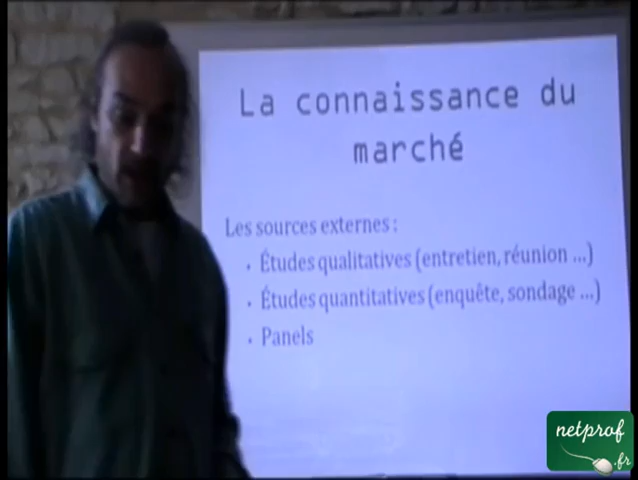 La connaissance du
marché
Les sources externes :
• Études qualitatives (entretien, réunion ...)
• Études quantitatives (enquête, sondage ...)
• Panels
netprof
.fr